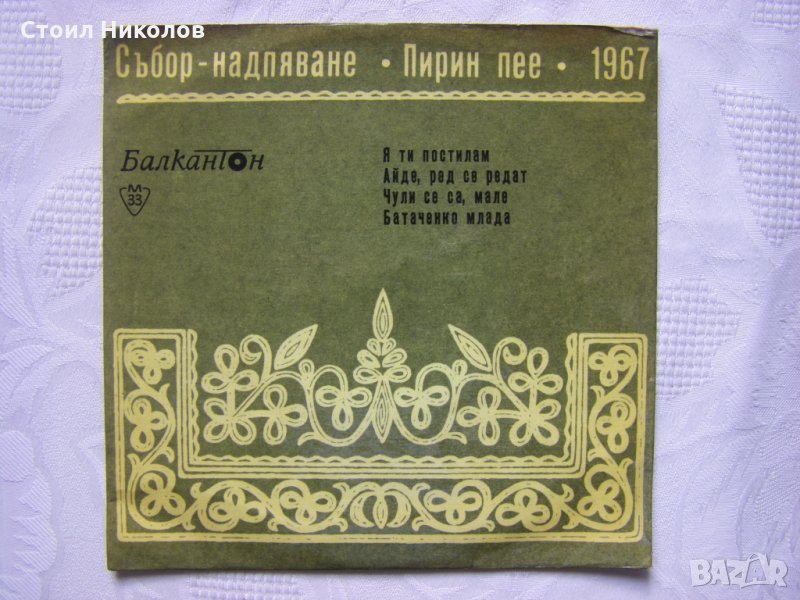 Стоил Николов
Събор-надпяване • Пирин пее • 1967
Балкантон
М
33
Я ти постилам
Айде, ред се редат
Чули се са, мале
Батаченко млада
BAZAR